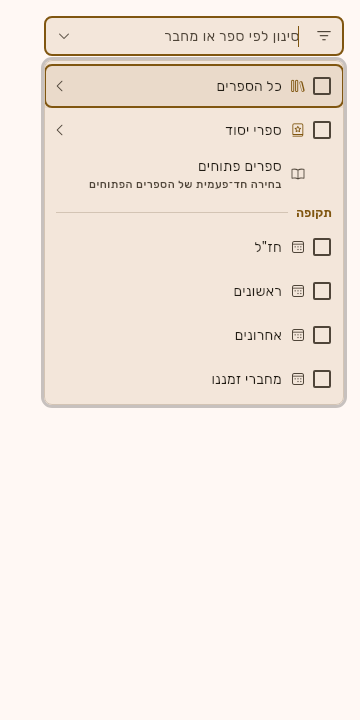 סינון לפי ספר או מחבר
כל הספרים
ספרי יסוד
ספרים פתוחים
בחירה חד־פעמית של הספרים הפתוחים
תקופה
חז"ל
ראשונים
אחרונים
מחברי זמננו